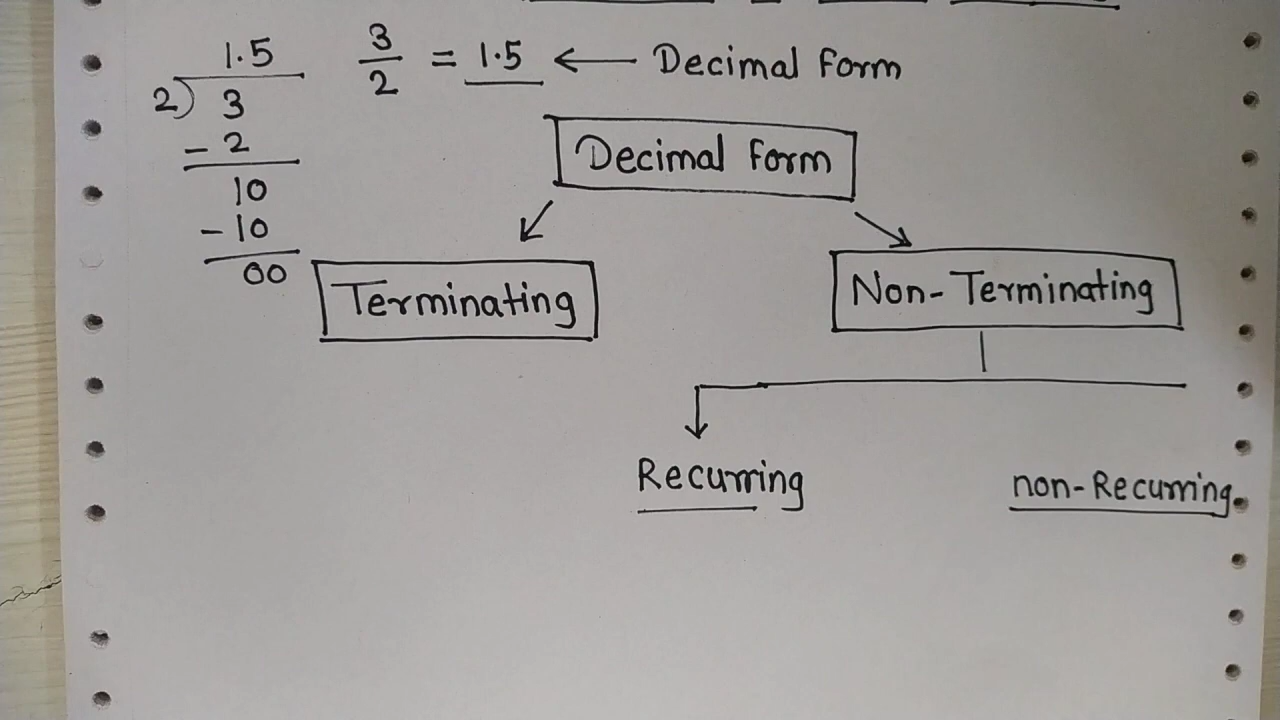 1.5
2) 3
- 2
10
- 10
00
3/2 = 1.5 ← Decimal Form
Decimal Form
Terminating
Non-Terminating
Recurring
non-Recurring